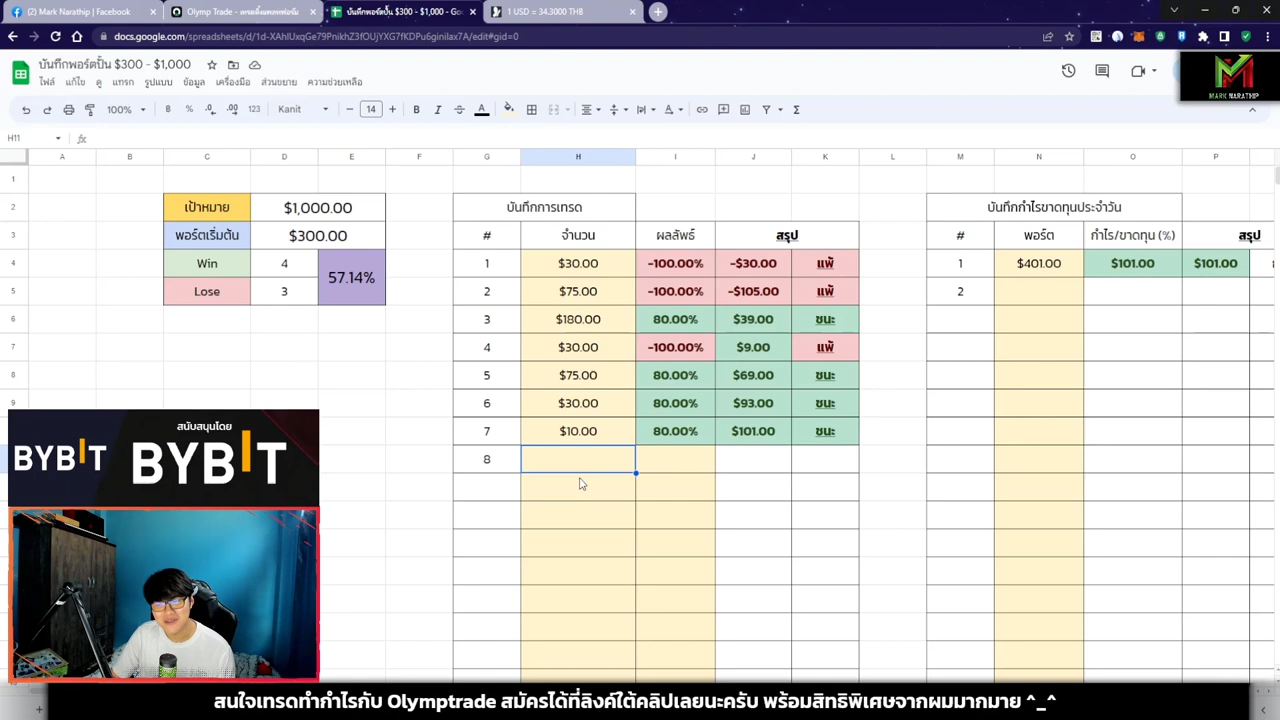 (2) Mark Narathip | Facebook
บันทึกพอร์ตปั้น $300 - $1,000 - Goo
1 USD = 34.3000 THB
บันทึกพอร์ตปั้น $300 - $1,000
ไฟล์ แก้ไข ดู แทรก รูปแบบ ข้อมูล เครื่องมือ ส่วนขยาย ความช่วยเหลือ
MARK NARATHIP
100% % .0 .00 123 Kanit 14 B I S A
H11 fx
A B C D E F G H I J K L M N O P
1
2 เป้าหมาย $1,000.00 บันทึกการเทรด บันทึกกำไรขาดทุนประจำวัน
3 พอร์ตเริ่มต้น $300.00 # จำนวน ผลลัพธ์ สรุป # พอร์ต กำไร/ขาดทุน (%) สรุป
4 Win 4 57.14% 1 $30.00 -100.00% -$30.00 แพ้ 1 $401.00 $101.00 $101.00
5 Lose 3 2 $75.00 -100.00% -$105.00 แพ้ 2
6 3 $180.00 80.00% $39.00 ชนะ
7 4 $30.00 -100.00% $9.00 แพ้
8 5 $75.00 80.00% $69.00 ชนะ
9 6 $30.00 80.00% $93.00 ชนะ
7 $10.00 80.00% $101.00 ชนะ
8
สนับสนุนโดย
BYBIT BYBIT
สนใจเทรดทำกำไรกับ Olymptrade สมัครได้ที่ลิงค์ใต้คลิปเลยนะครับ พร้อมสิทธิพิเศษจากผมมากมาย ^_^